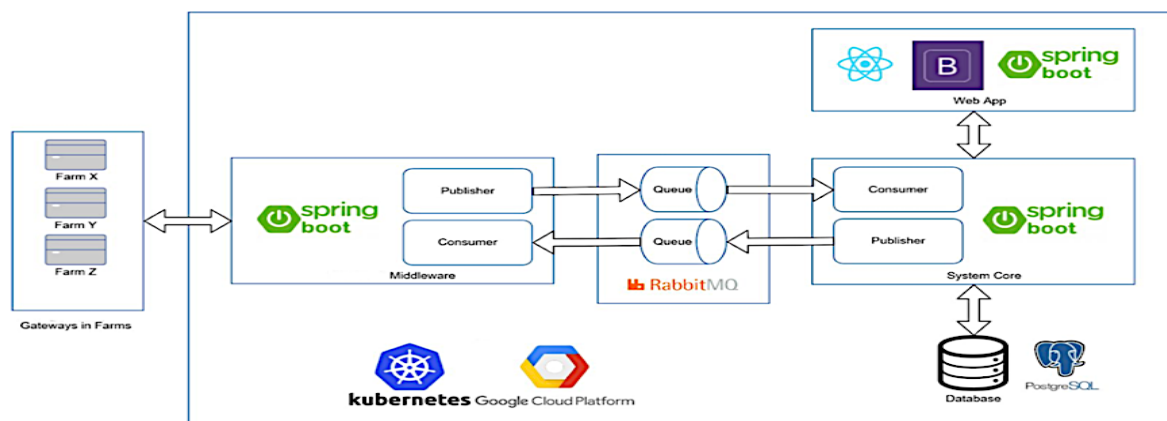 Farm X
Farm Y
Farm Z
Gateways in Farms
spring
boot
Publisher
Consumer
Middleware
Queue
Queue
RabbitMQ
B
spring
boot
Web App
Consumer
Publisher
spring
boot
System Core
Database
PostgreSQL
kubernetes
Google Cloud Platform